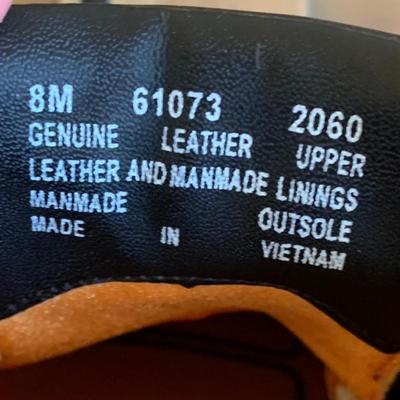 8M 61073 2060
GENUINE LEATHER UPPER
LEATHER AND MANMADE LININGS
MANMADE OUTSOLE
MADE IN VIETNAM